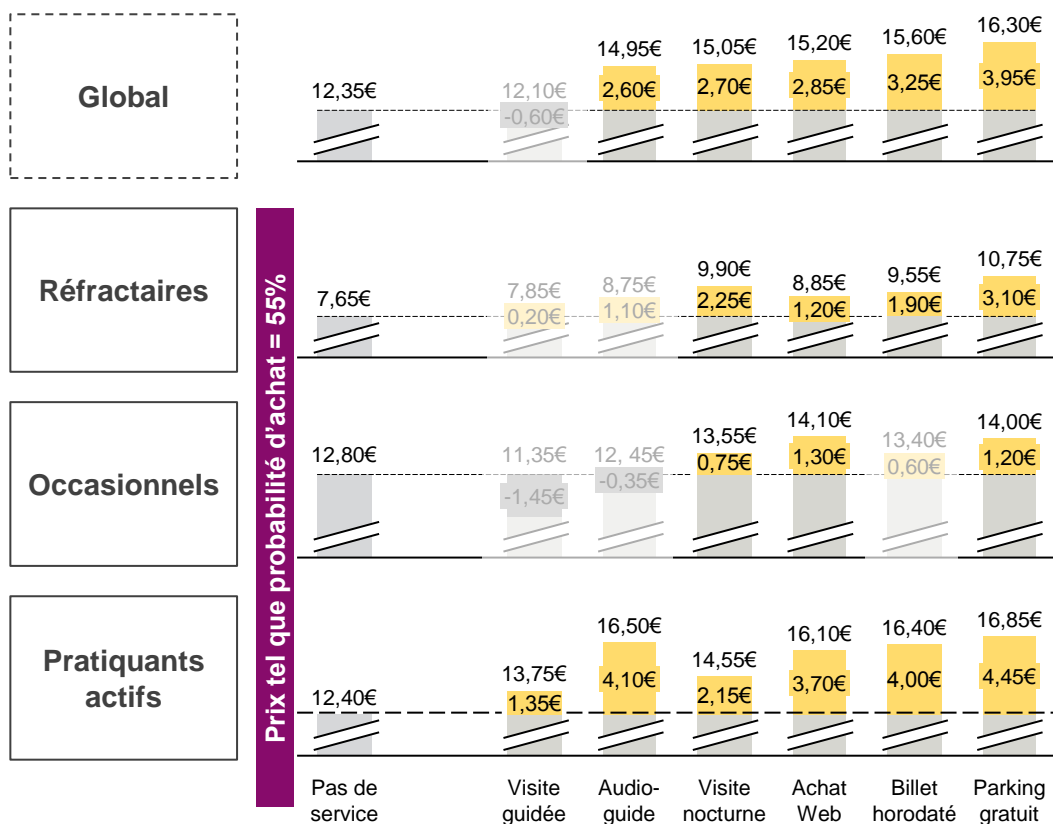 Global
12,35€ 12,10€ 14,95€ 15,05€ 15,20€ 15,60€ 16,30€
-0,60€ 2,60€ 2,70€ 2,85€ 3,25€ 3,95€
Prix tel que probabilité d’achat = 55%
Réfractaires
7,65€ 7,85€ 8,75€ 9,90€ 8,85€ 9,55€ 10,75€
0,20€ 1,10€ 2,25€ 1,20€ 1,90€ 3,10€
Occasionnels
12,80€ 11,35€ 12, 45€ 13,55€ 14,10€ 13,40€ 14,00€
-1,45€ -0,35€ 0,75€ 1,30€ 0,60€ 1,20€
Pratiquants
actifs
12,40€ 13,75€ 16,50€ 14,55€ 16,10€ 16,40€ 16,85€
1,35€ 4,10€ 2,15€ 3,70€ 4,00€ 4,45€
Pas de Visite Audio- Visite Achat Billet Parking
service guidée guide nocturne Web horodaté gratuit